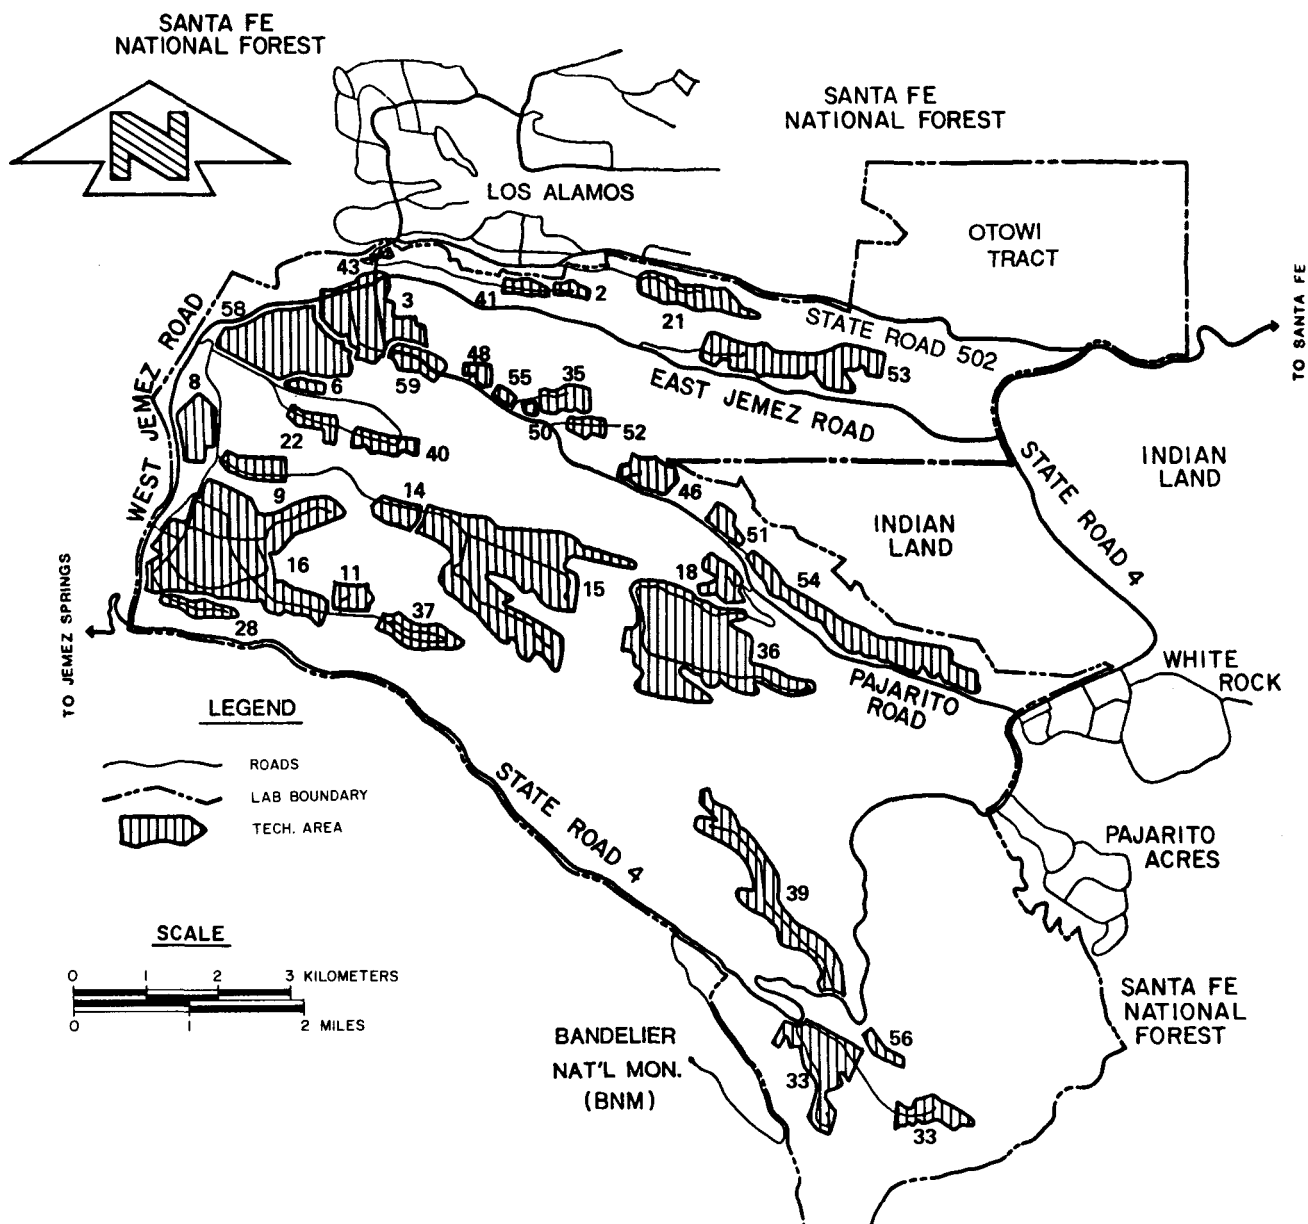 SANTA FE
NATIONAL FOREST
N
SANTA FE
NATIONAL FOREST
LOS ALAMOS
OTOWI
TRACT
43
3
41
2
21
STATE ROAD 502
TO SANTA FE
58
WEST JEMEZ ROAD
8
6
59
48
55
35
EAST JEMEZ ROAD
53
22
40
50
52
STATE ROAD 4
INDIAN
LAND
9
14
46
51
INDIAN
LAND
16
11
15
18
54
28
37
36
TO JEMEZ SPRINGS
PAJARITO
ROAD
WHITE
ROCK
LEGEND
ROADS
LAB BOUNDARY
TECH. AREA
STATE ROAD 4
PAJARITO
ACRES
39
SCALE
0 1 2 3 KILOMETERS
0 1 2 MILES
SANTA FE
NATIONAL
FOREST
BANDELIER
NAT'L MON.
(BNM)
56
33
33